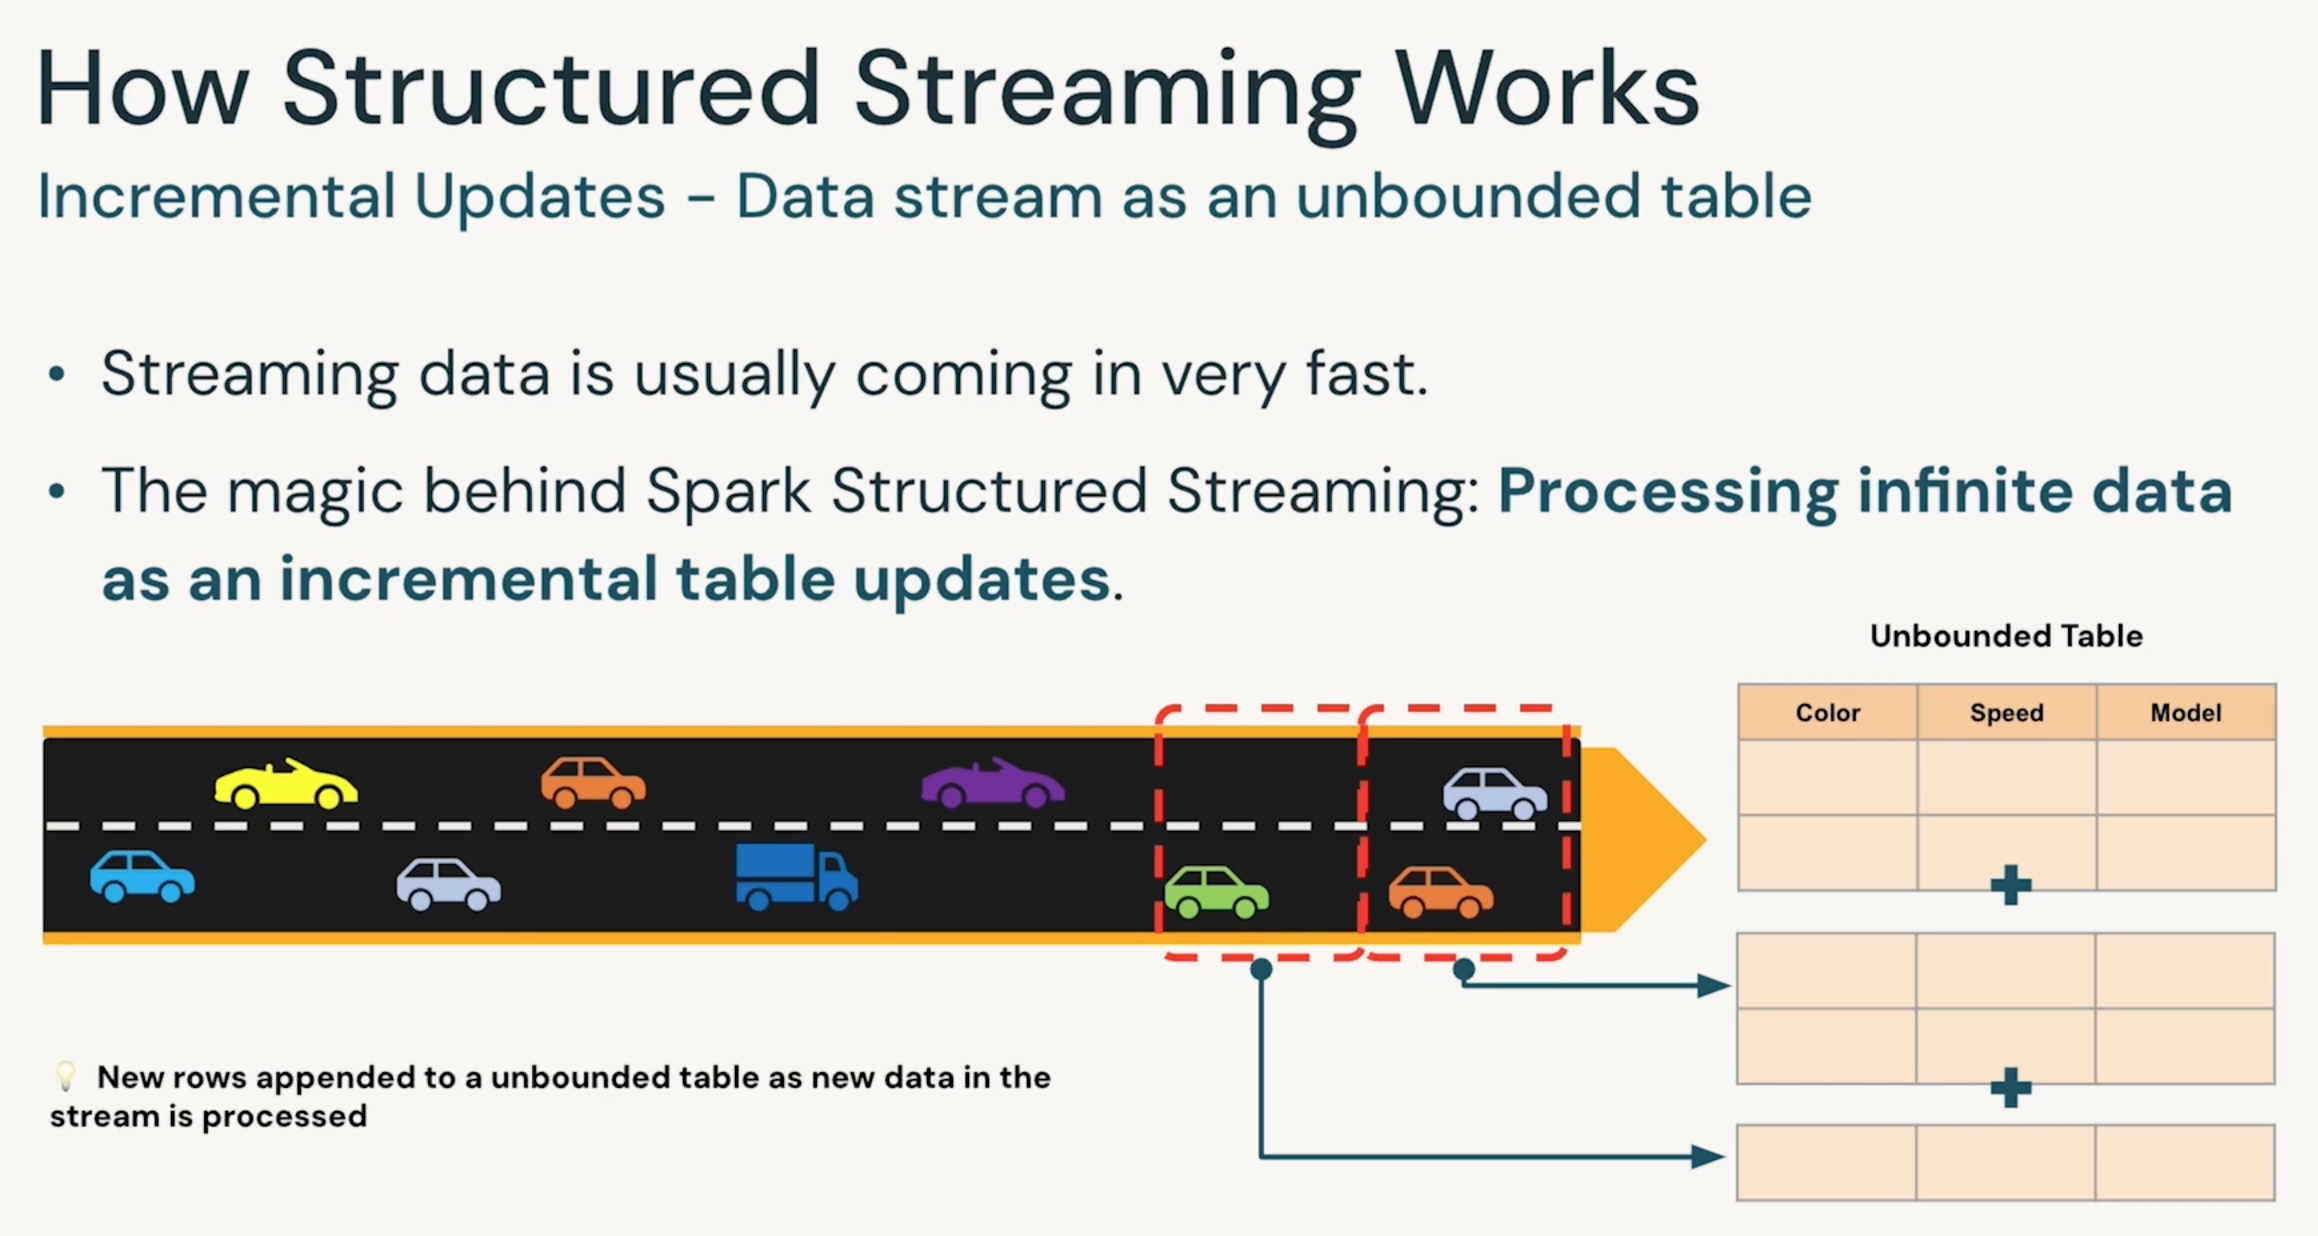 How Structured Streaming Works
Incremental Updates - Data stream as an unbounded table
• Streaming data is usually coming in very fast.
• The magic behind Spark Structured Streaming: Processing infinite data
as an incremental table updates.
Unbounded Table
Color Speed Model
💡 New rows appended to a unbounded table as new data in the
stream is processed